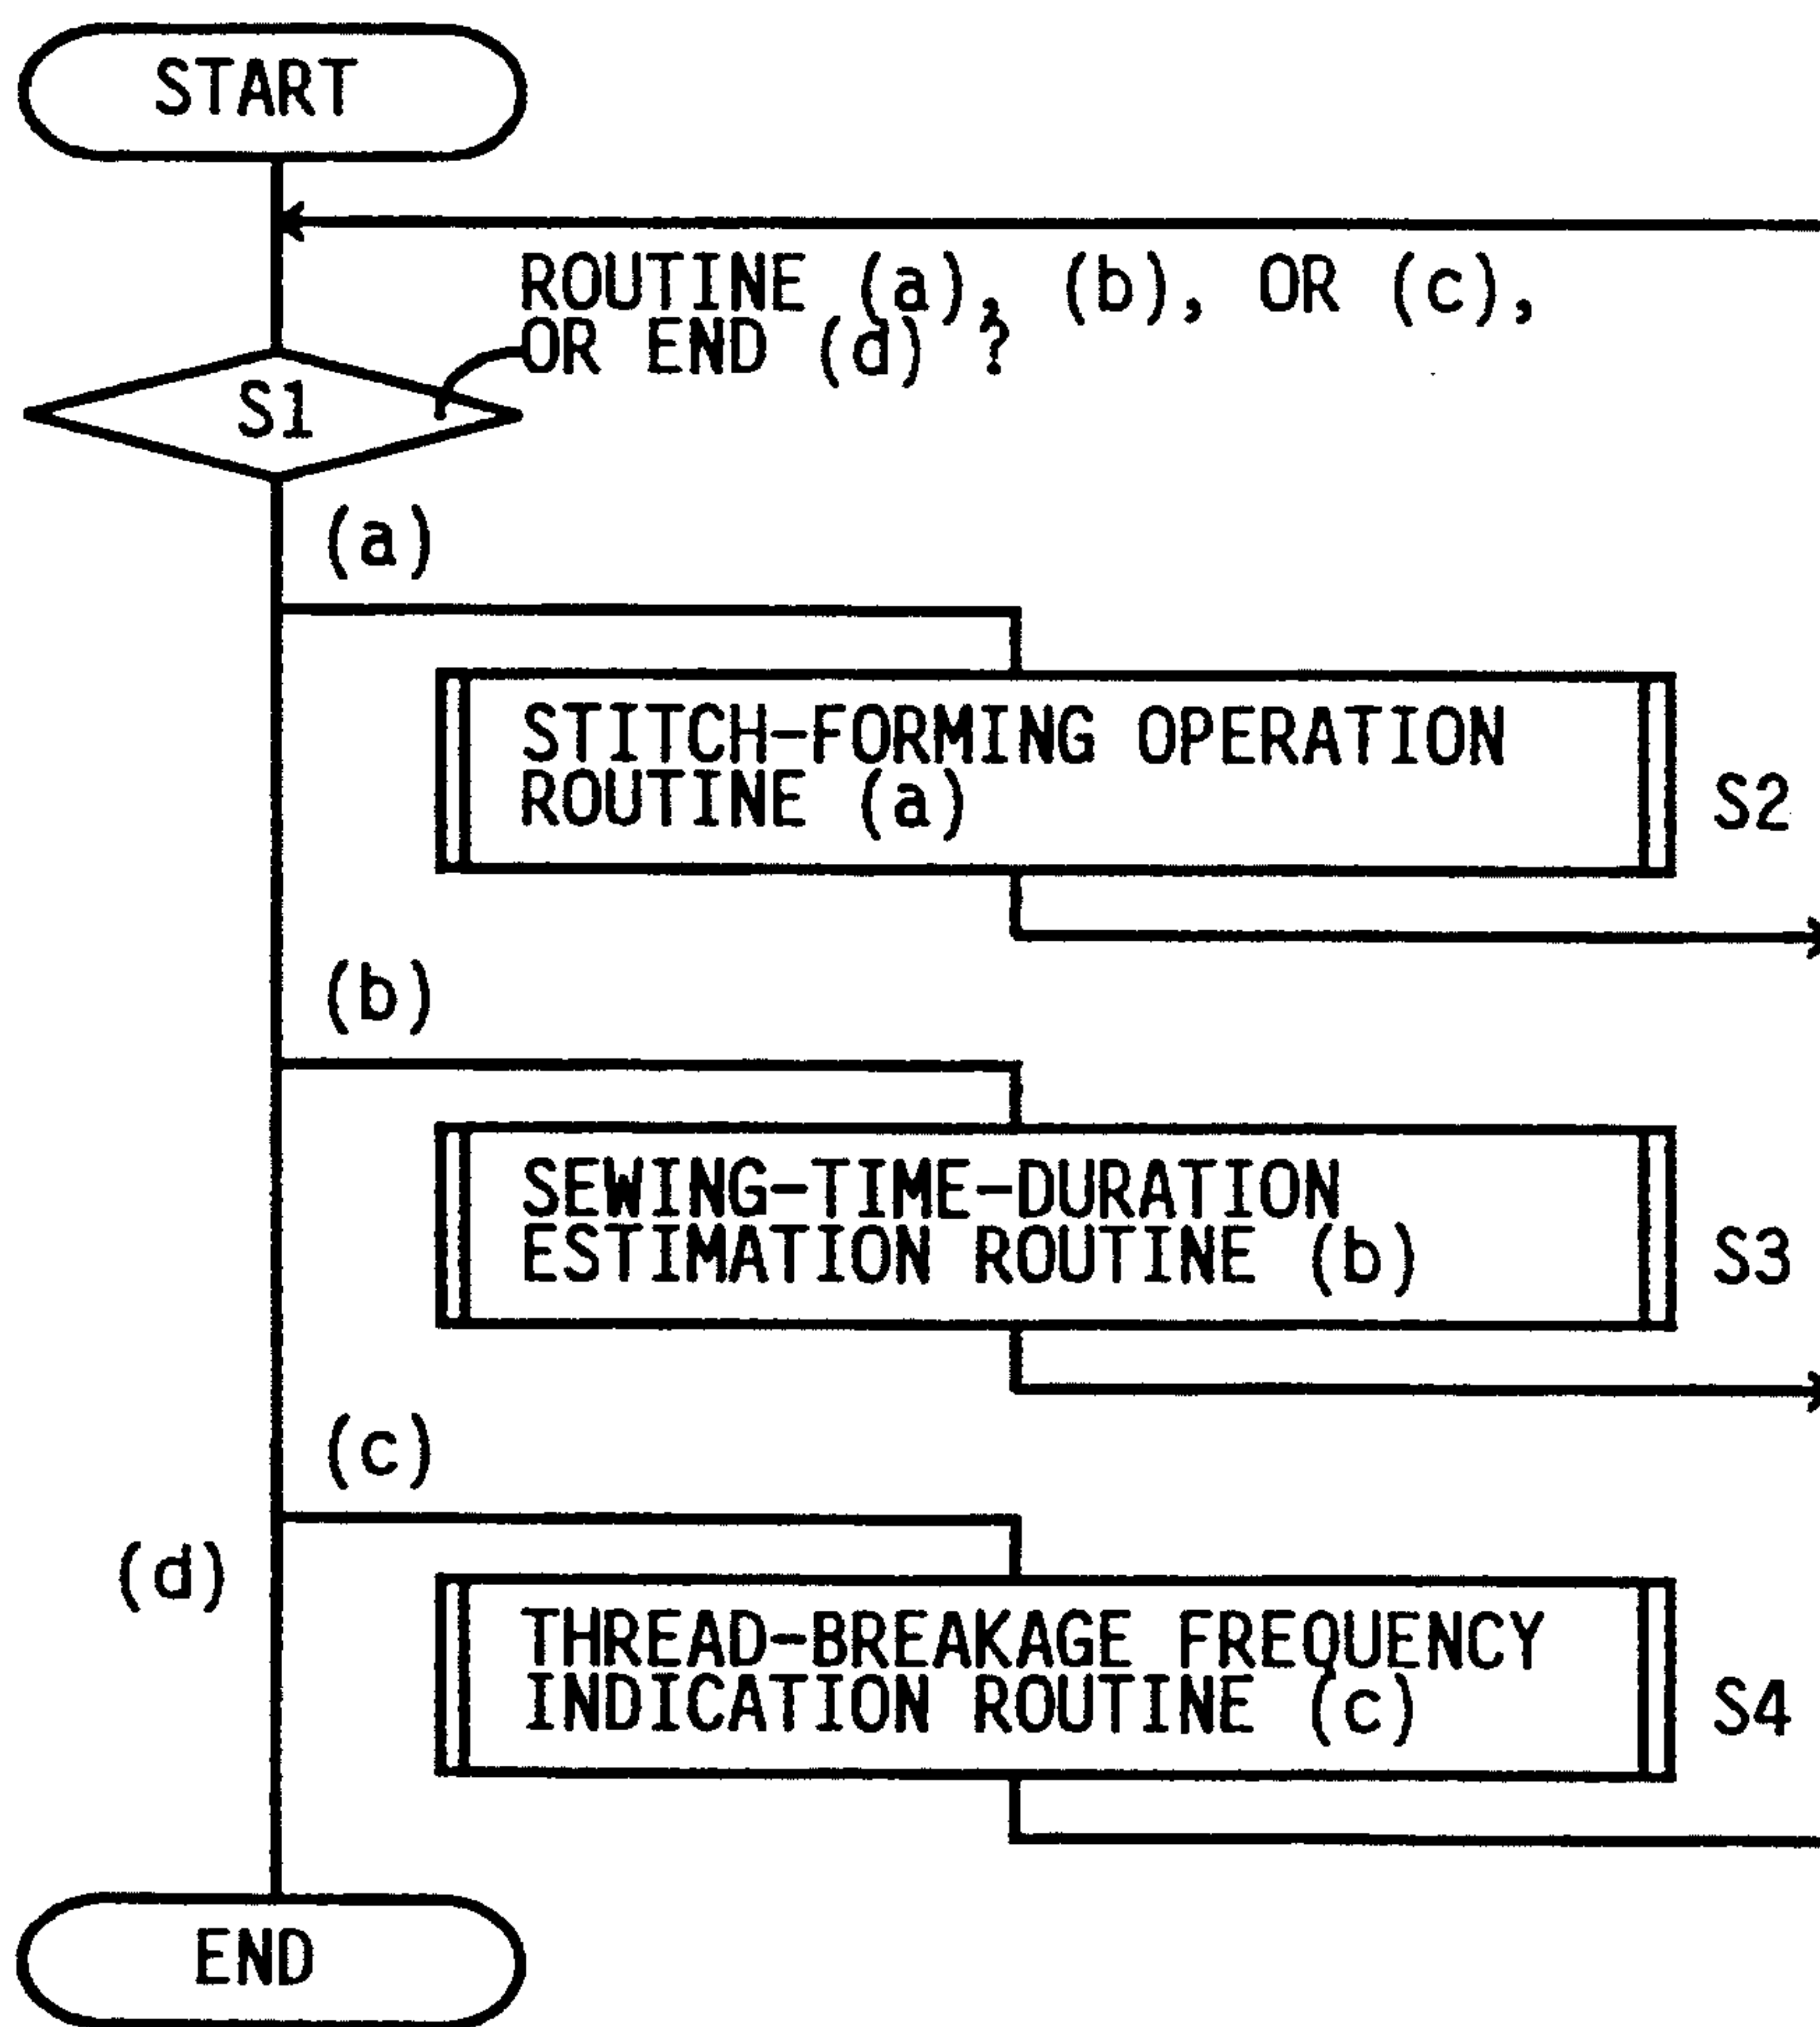 START
ROUTINE (a), (b), OR (c),
OR END (d) ?
S1
(a)
STITCH-FORMING OPERATION
ROUTINE (a)
S2
(b)
SEWING-TIME-DURATION
ESTIMATION ROUTINE (b)
S3
(c)
(d)
THREAD-BREAKAGE FREQUENCY
INDICATION ROUTINE (c)
S4
END